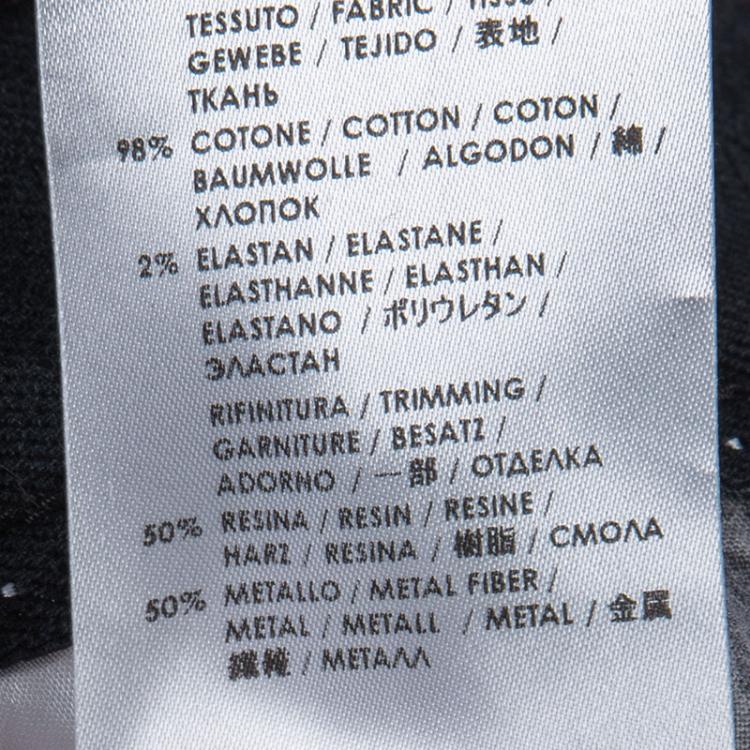 TESSUTO / FABRIC / TISSU /
GEWEBE / TEJIDO / 表地 /
ТКАНЬ
98% COTONE / COTTON / COTON /
BAUMWOLLE / ALGODON / 綿 /
ХЛОПОК
2% ELASTAN / ELASTANE /
ELASTHANNE / ELASTHAN /
ELASTANO / ポリウレタン /
ЭЛАСТАН
RIFINITURA / TRIMMING /
GARNITURE / BESATZ /
ADORNO / 一部 / ОТДЕЛКА
50% RESINA / RESIN / RESINE /
HARZ / RESINA / 樹脂 / СМОЛА
50% METALLO / METAL FIBER /
METAL / METALL / METAL / 金属
繊維 / МЕТАЛЛ